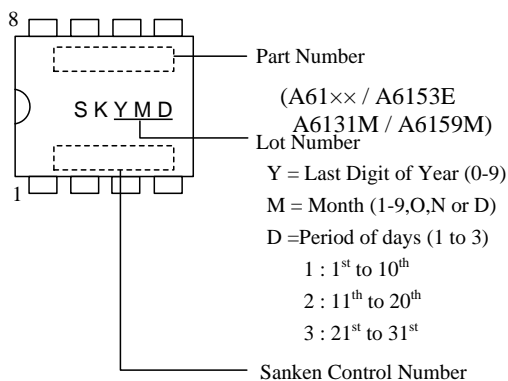 8
Part Number
(A61×× / A6153E
A6131M / A6159M)
S K Y M D
Lot Number
Y = Last Digit of Year (0-9)
M = Month (1-9,O,N or D)
D =Period of days (1 to 3)
1 : 1st to 10th
2 : 11th to 20th
3 : 21st to 31st
1
Sanken Control Number